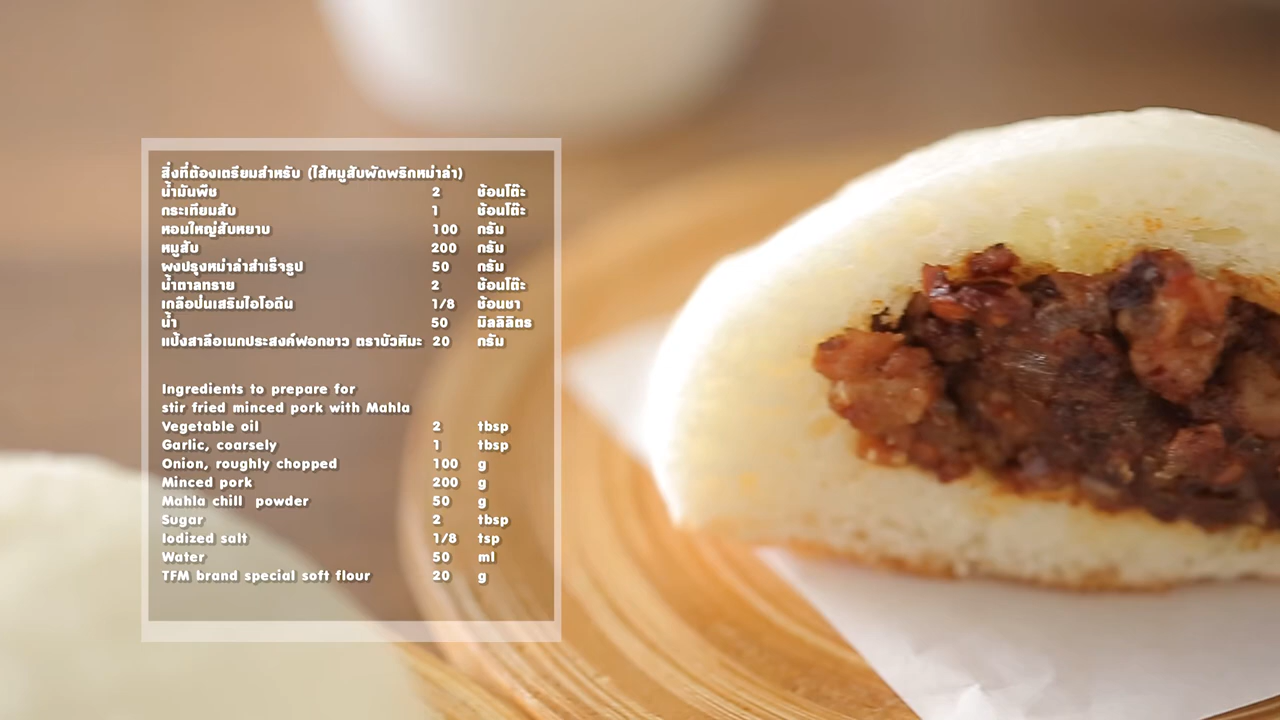 สิ่งที่ต้องเตรียมสำหรับ (ไส้หมูสับผัดพริกหม่าล่า)
น้ำมันพืช 2 ช้อนโต๊ะ
กระเทียมสับ 1 ช้อนโต๊ะ
หอมใหญ่สับหยาบ 100 กรัม
หมูสับ 200 กรัม
ผงปรุงหม่าล่าสำเร็จรูป 50 กรัม
น้ำตาลทราย 2 ช้อนโต๊ะ
เกลือป่นเสริมไอโอดีน 1/8 ช้อนชา
น้ำ 50 มิลลิลิตร
แป้งสาลีอเนกประสงค์ฟอกขาว ตราบัวหิมะ 20 กรัม
Ingredients to prepare for
stir fried minced pork with Mahla
Vegetable oil 2 tbsp
Garlic, coarsely 1 tbsp
Onion, roughly chopped 100 g
Minced pork 200 g
Mahla chill powder 50 g
Sugar 2 tbsp
Iodized salt 1/8 tsp
Water 50 ml
TFM brand special soft flour 20 g